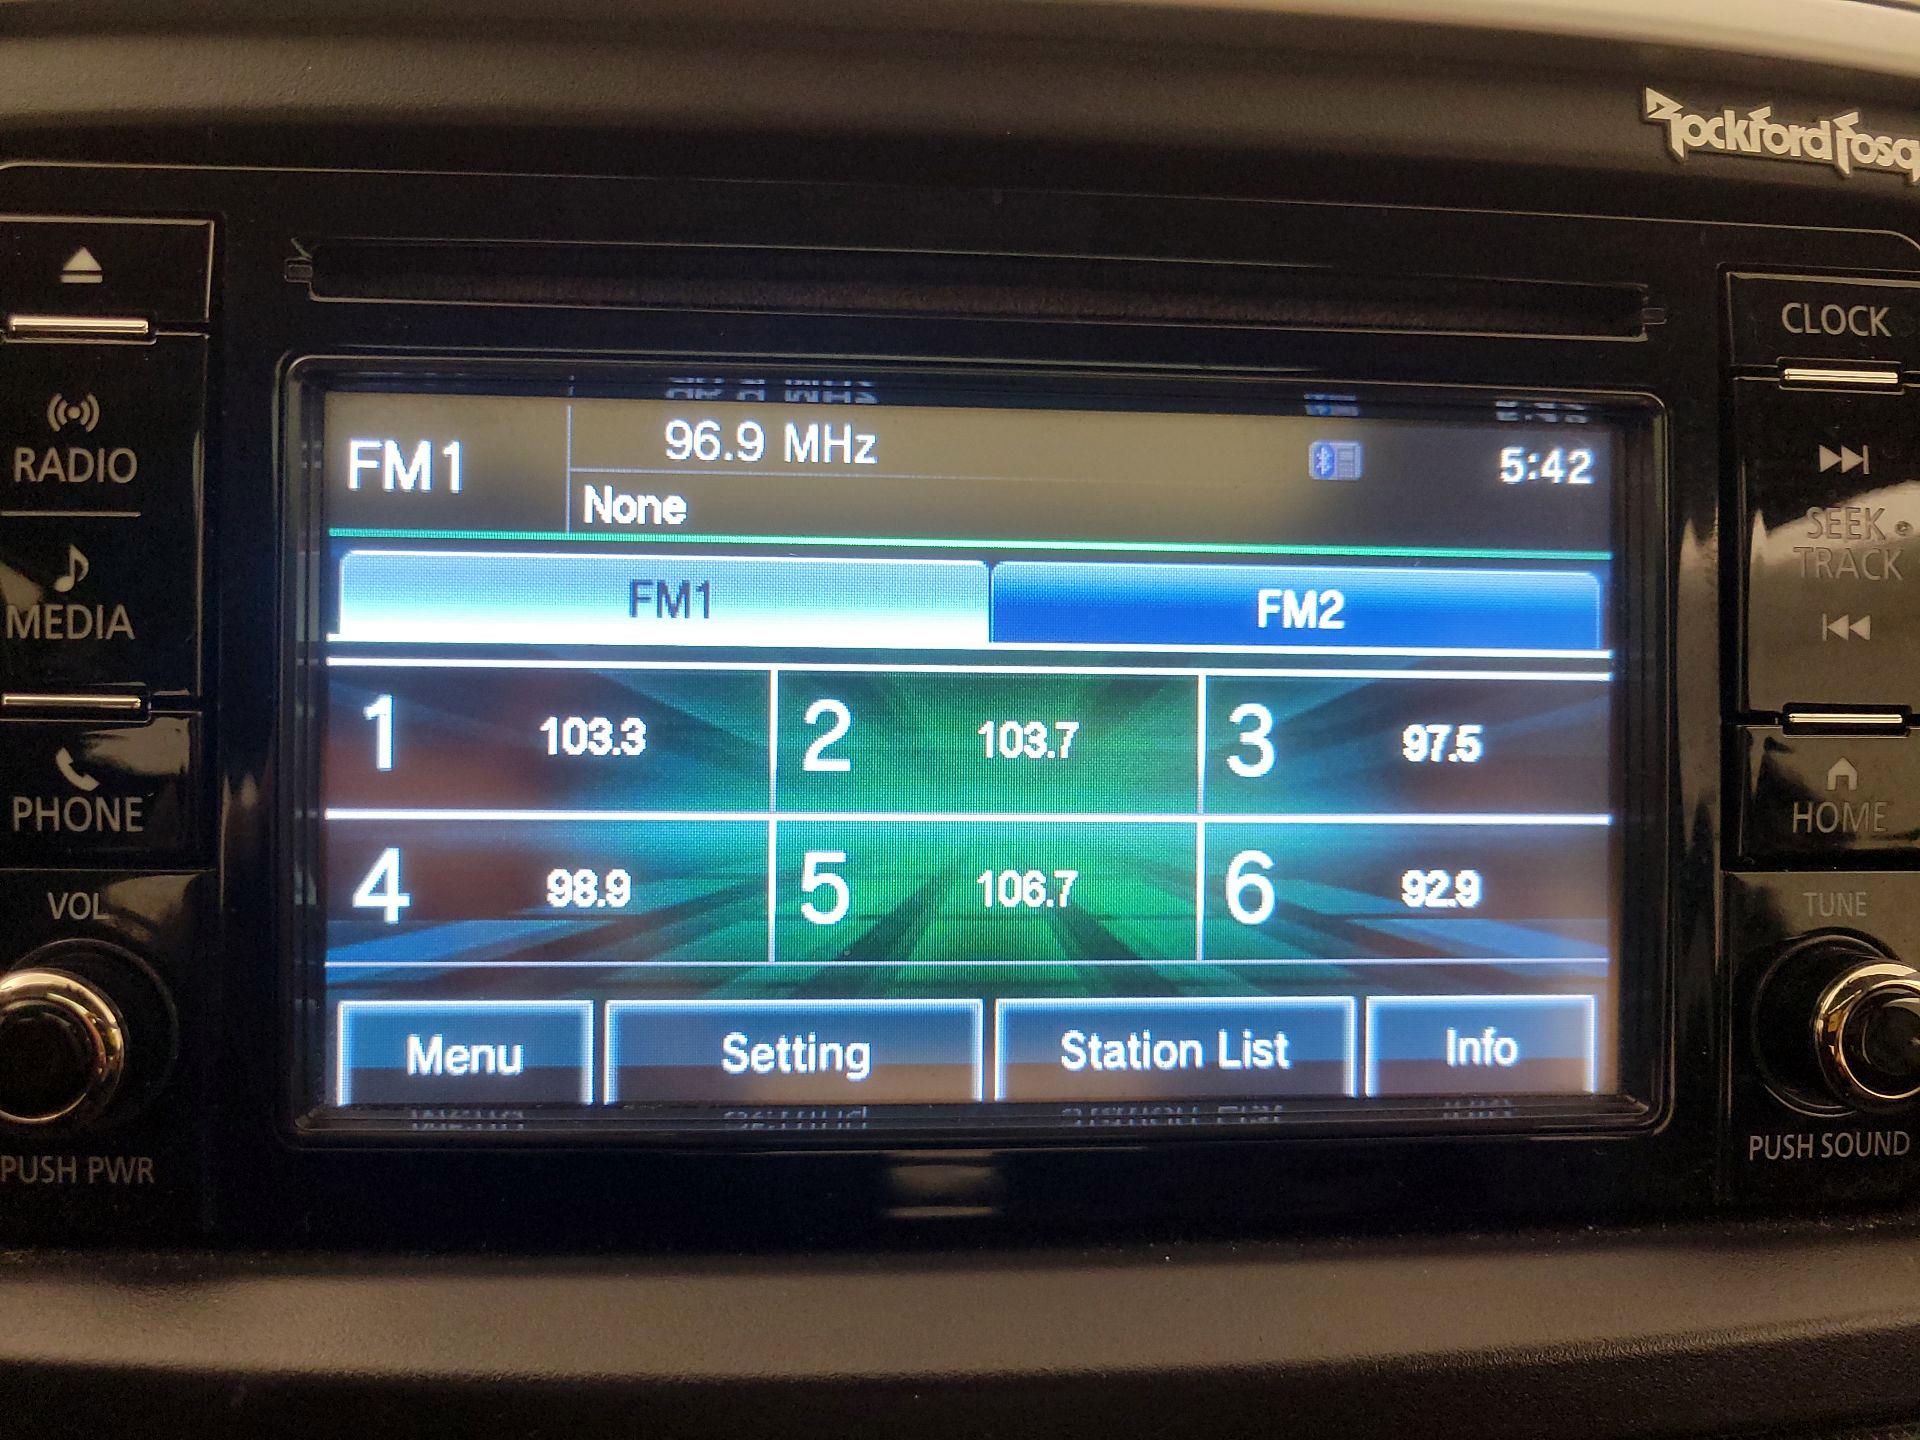 Rockford Fosg
CLOCK
RADIO
FM1
96.9 MHz
5:42
None
SEEK
TRACK
MEDIA
FM1
FM2
1 103.3
2 103.7
3 97.5
PHONE
HOME
4 98.9
5 106.7
6 92.9
VOL
TUNE
Menu
Setting
Station List
Info
PUSH PWR
PUSH SOUND